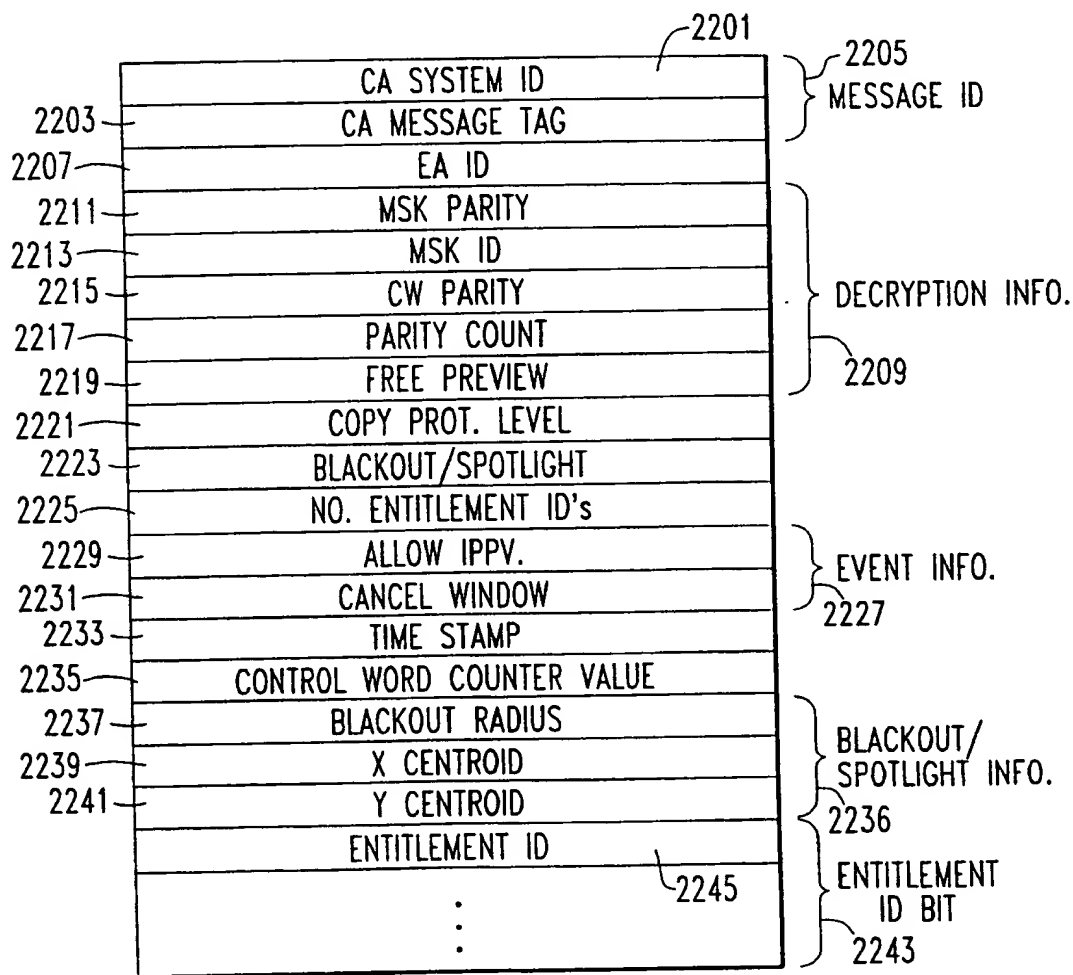 2201
CA SYSTEM ID
2205
MESSAGE ID
2203
CA MESSAGE TAG
2207
EA ID
2211
MSK PARITY
2213
MSK ID
2215
CW PARITY
DECRYPTION INFO.
2209
2217
PARITY COUNT
2219
FREE PREVIEW
2221
COPY PROT. LEVEL
2223
BLACKOUT/SPOTLIGHT
2225
NO. ENTITLEMENT ID's
2229
ALLOW IPPV.
EVENT INFO.
2227
2231
CANCEL WINDOW
2233
TIME STAMP
2235
CONTROL WORD COUNTER VALUE
2237
BLACKOUT RADIUS
2239
X CENTROID
BLACKOUT/
SPOTLIGHT INFO.
2236
2241
Y CENTROID
ENTITLEMENT ID
2245
ENTITLEMENT
ID BIT
2243